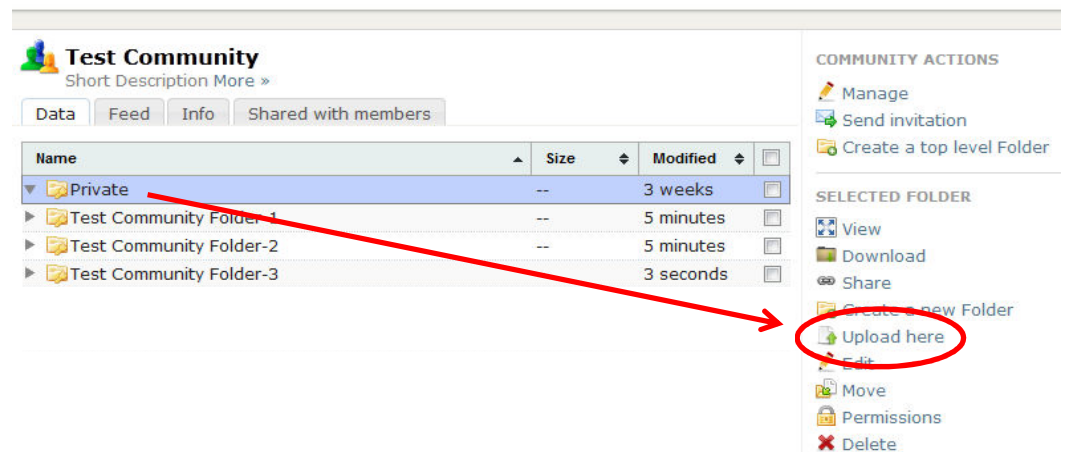 Test Community
Short Description More »
Data Feed Info Shared with members
Name Size Modified
Private -- 3 weeks
Test Community Folder-1 -- 5 minutes
Test Community Folder-2 -- 5 minutes
Test Community Folder-3 3 seconds
COMMUNITY ACTIONS
Manage
Send invitation
Create a top level Folder
SELECTED FOLDER
View
Download
Share
Create a new Folder
Upload here
Edit
Move
Permissions
Delete